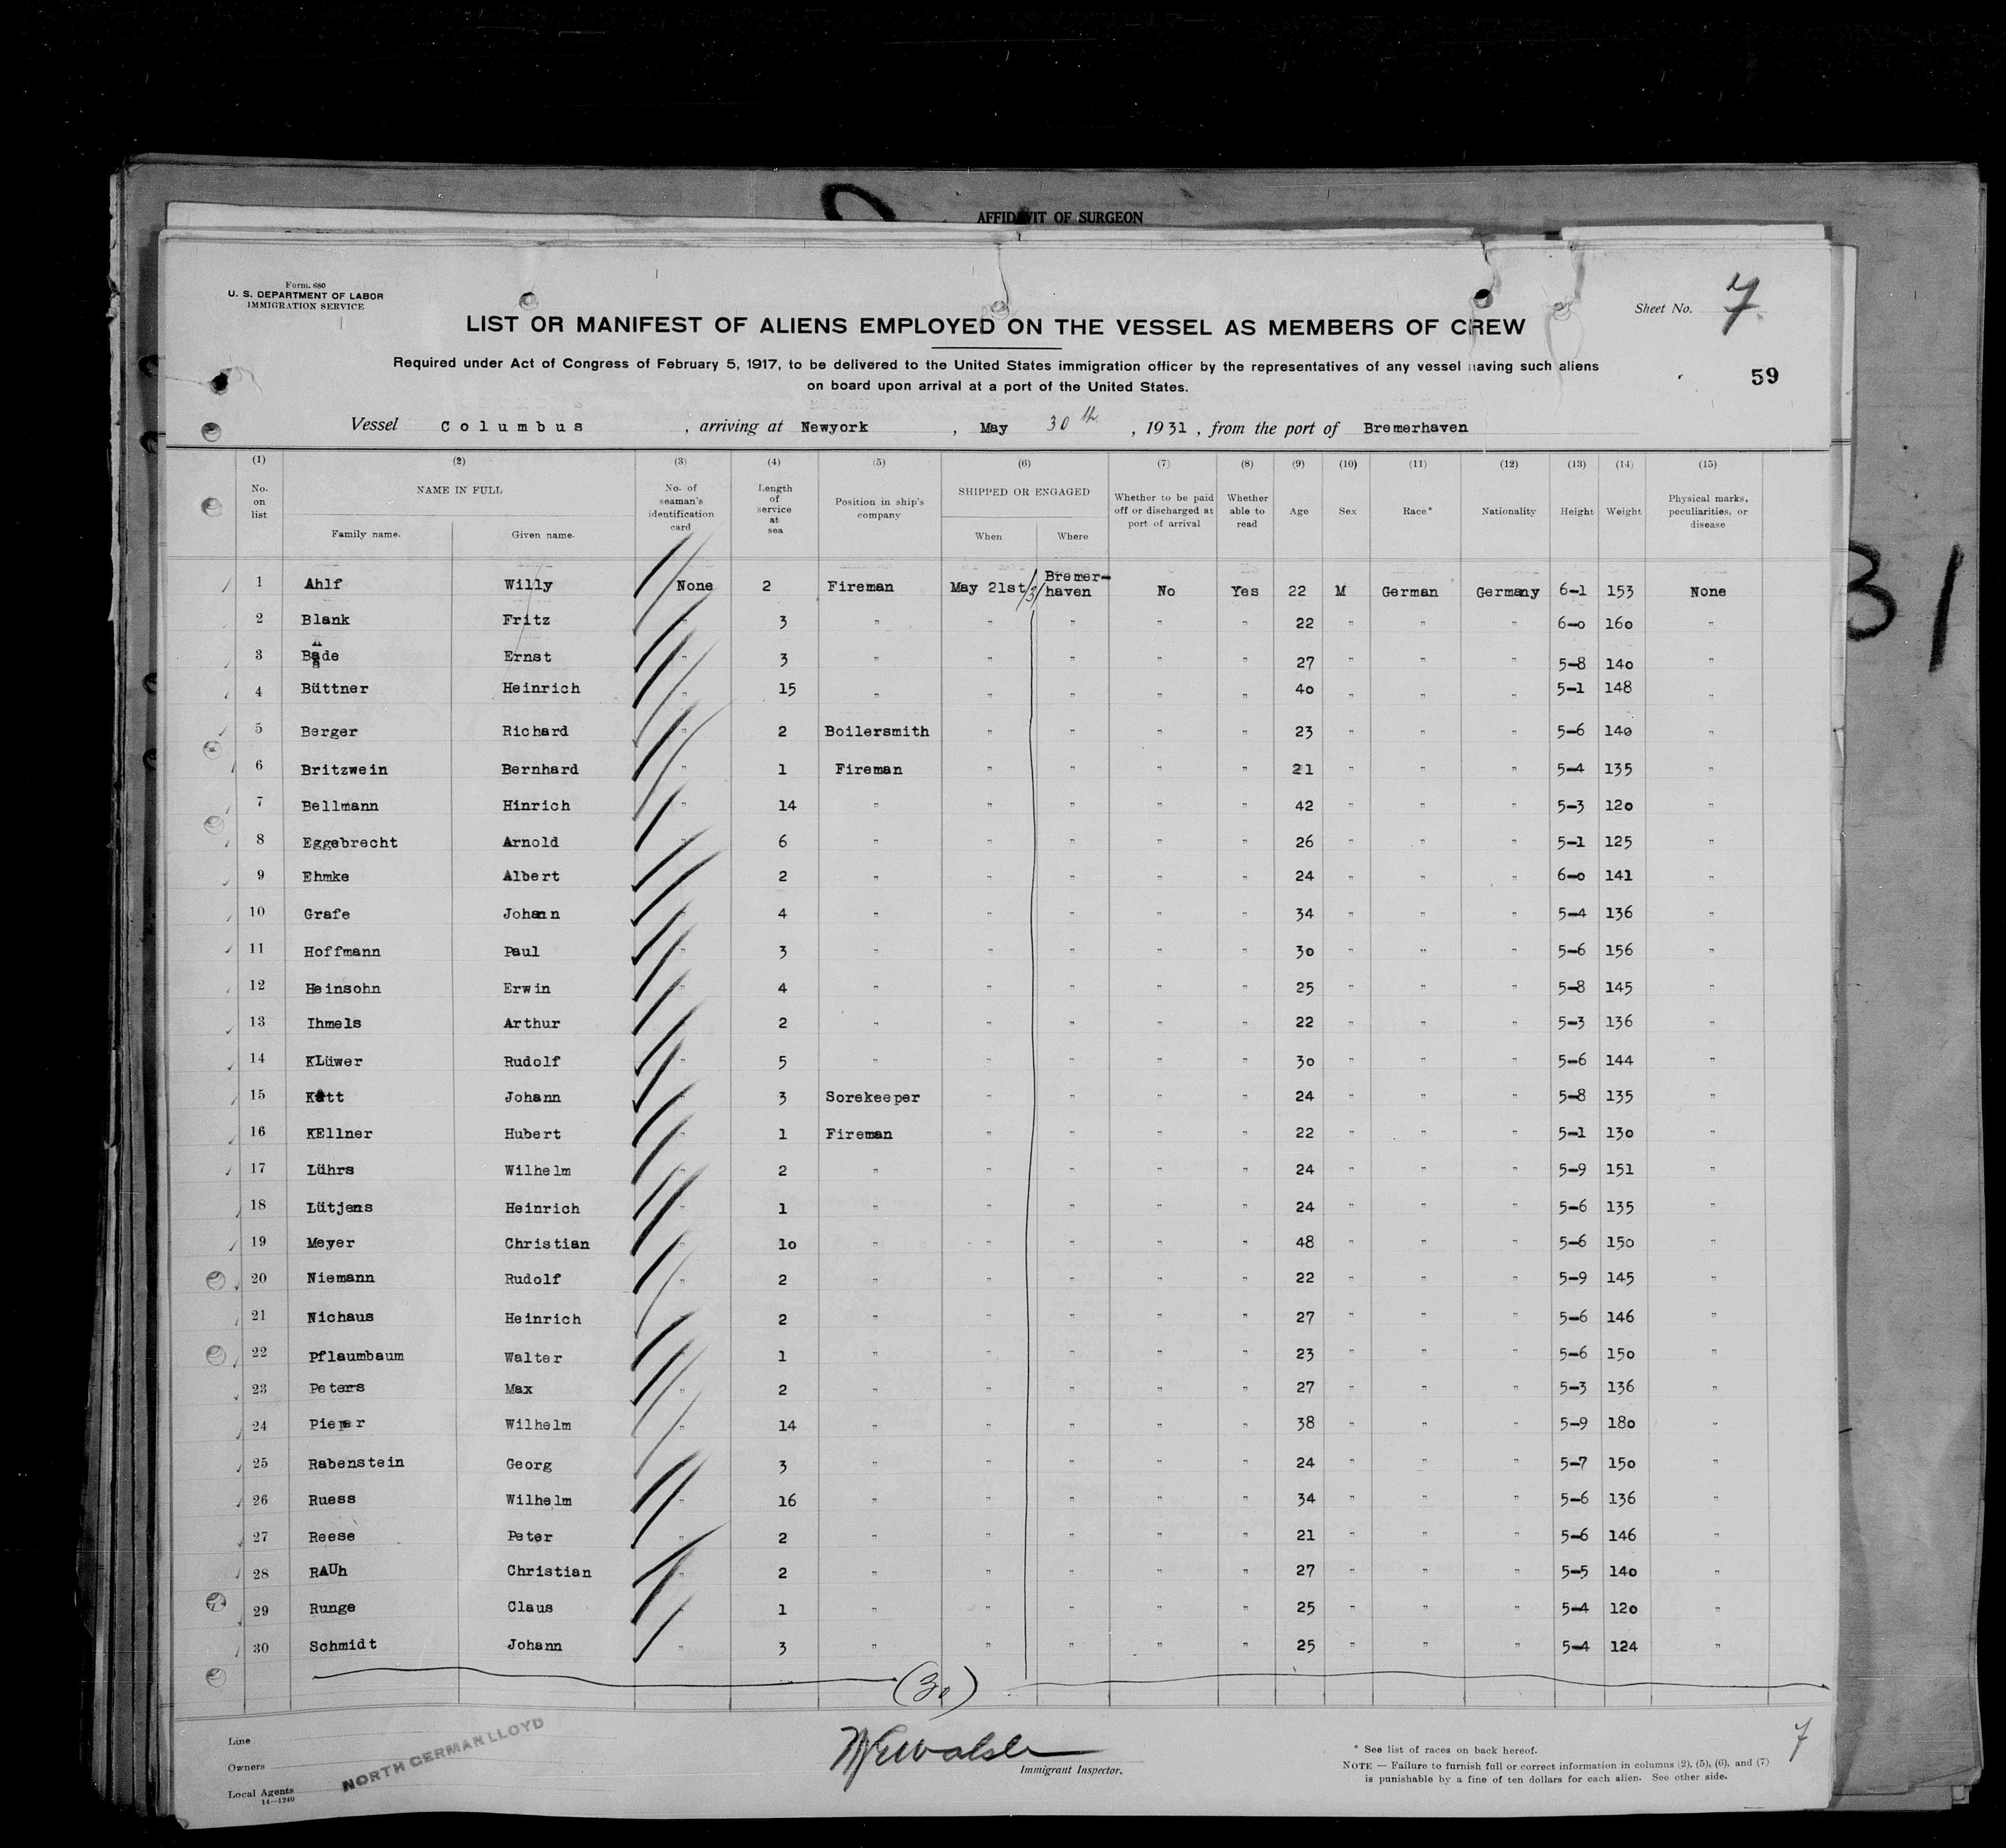 AFFIDAVIT OF SURGEON
Form. 680
U. S. DEPARTMENT OF LABOR
IMMIGRATION SERVICE
Sheet No. 7
LIST OR MANIFEST OF ALIENS EMPLOYED ON THE VESSEL AS MEMBERS OF CREW
Required under Act of Congress of February 5, 1917, to be delivered to the United States immigration officer by the representatives of any vessel having such aliens
on board upon arrival at a port of the United States.
59
Vessel Columbus , arriving at Newyork , May 30th , 1931 , from the port of Bremerhaven
(1) (2) (3) (4) (5) (6) (7) (8) (9) (10) (11) (12) (13) (14) (15)
No. on list NAME IN FULL Family name. Given name. No. of seaman's identification card Length of service at sea Position in ship's company SHIPPED OR ENGAGED When Where Whether to be paid off or discharged at port of arrival Whether able to read Age Sex Race* Nationality Height Weight Physical marks, peculiarities, or disease
1 Ahlf Willy None 2 Fireman May 21st/31 Bremer-haven No Yes 22 M German Germany 6-1 153 None
2 Blank Fritz " 3 " " " " " 22 " " " 6-0 160 "
3 Bade Ernst " 3 " " " " " 27 " " " 5-8 140 "
4 Büttner Heinrich " 15 " " " " " 40 " " " 5-1 148 "
5 Berger Richard " 2 Boilersmith " " " " 23 " " " 5-6 140 "
6 Britzwein Bernhard " 1 Fireman " " " " 21 " " " 5-4 135 "
7 Bellmann Hinrich " 14 " " " " " 42 " " " 5-3 120 "
8 Eggebrecht Arnold " 6 " " " " " 26 " " " 5-1 125 "
9 Ehmke Albert " 2 " " " " " 24 " " " 6-0 141 "
10 Grafe Johann " 4 " " " " " 34 " " " 5-4 136 "
11 Hoffmann Paul " 3 " " " " " 30 " " " 5-6 156 "
12 Heinsohn Erwin " 4 " " " " " 25 " " " 5-8 145 "
13 Ihmels Arthur " 2 " " " " " 22 " " " 5-3 136 "
14 KLüwer Rudolf " 5 " " " " " 30 " " " 5-6 144 "
15 Johann " 3 Sorekeeper " " " " 24 " " " 5-8 135 "
16 KEllner Hubert " 1 Fireman " " " " 22 " " " 5-1 130 "
17 Lührs Wilhelm " 2 " " " " " 24 " " " 5-9 151 "
18 Lütjens Heinrich " 1 " " " " " 24 " " " 5-6 135 "
19 Meyer Christian " 10 " " " " " 48 " " " 5-6 150 "
20 Niemann Rudolf " 2 " " " " " 22 " " " 5-9 145 "
21 Nichaus Heinrich 2 " " " " " 27 " " " 5-6 146 "
22 Pflaumbaum Walter " 1 " " " " " 23 " " " 5-6 150 "
23 Peters Max " 2 " " " " " 27 " " " 5-3 136 "
24 Pieper Wilhelm " 14 " " " " " 38 " " " 5-9 180 "
25 Rabenstein Georg 3 " " " " " 24 " " " 5-7 150 "
26 Ruess Wilhelm " 16 " " " " " 34 " " " 5-6 136 "
27 Reese Peter " 2 " " " " " 21 " " " 5-6 146 "
28 RAUh Christian " 2 " " " " " 27 " " " 5-5 140 "
29 Runge Claus " 1 " " " " " 25 " " " 5-4 120 "
30 Schmidt Johann " 3 " " " " " 25 " " " 5-4 124 "
(30)
Line
Owners
Local Agents
14—1240
NORTH GERMAN LLOYD
Immigrant Inspector.
* See list of races on back hereof.
NOTE — Failure to furnish full or correct information in columns (2), (5), (6), and (7)
is punishable by a fine of ten dollars for each alien. See other side.
7
31